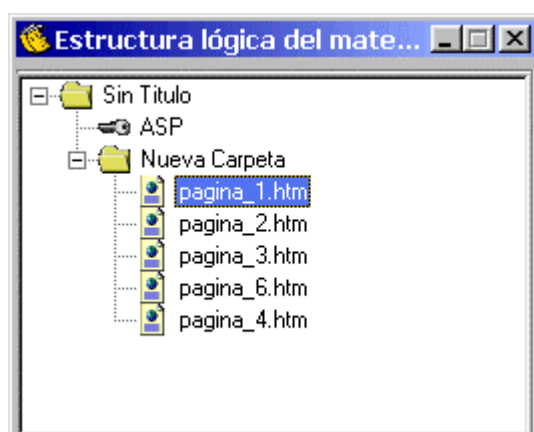 Estructura lógica del mate...
Sin Titulo
ASP
Nueva Carpeta
pagina_1.htm
pagina_2.htm
pagina_3.htm
pagina_6.htm
pagina_4.htm